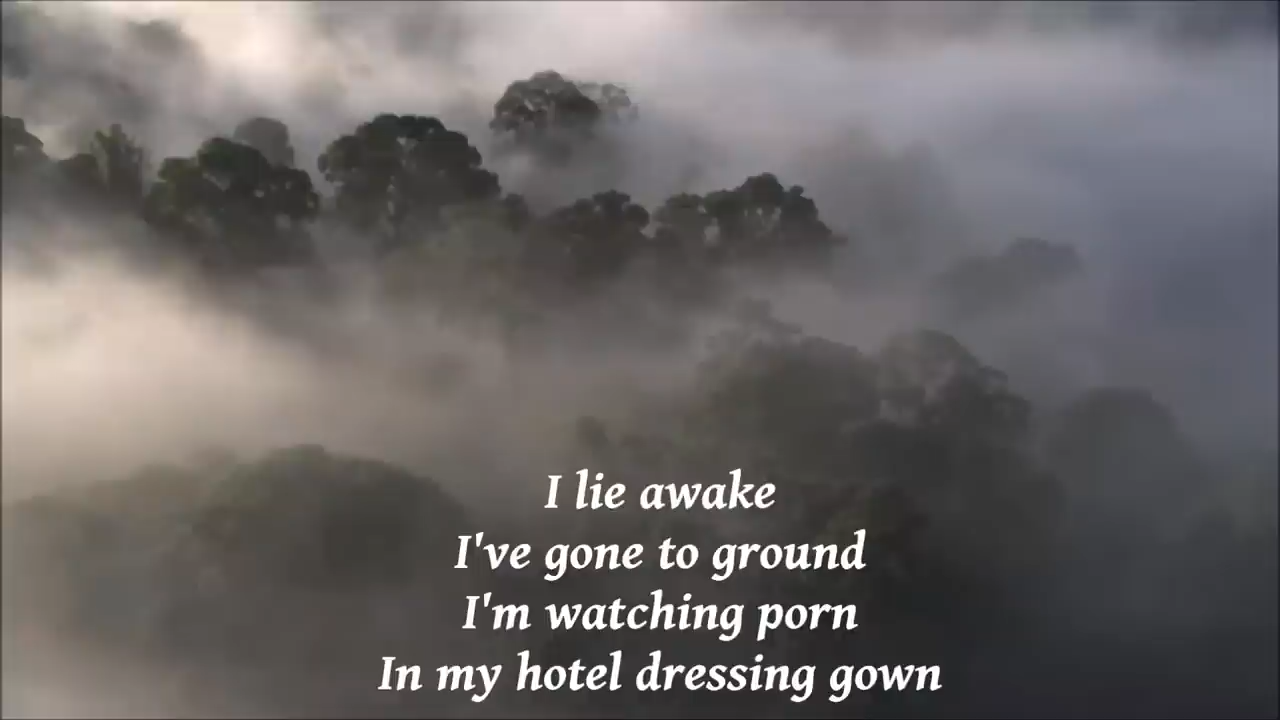 I lie awake
I've gone to ground
I'm watching porn
In my hotel dressing gown